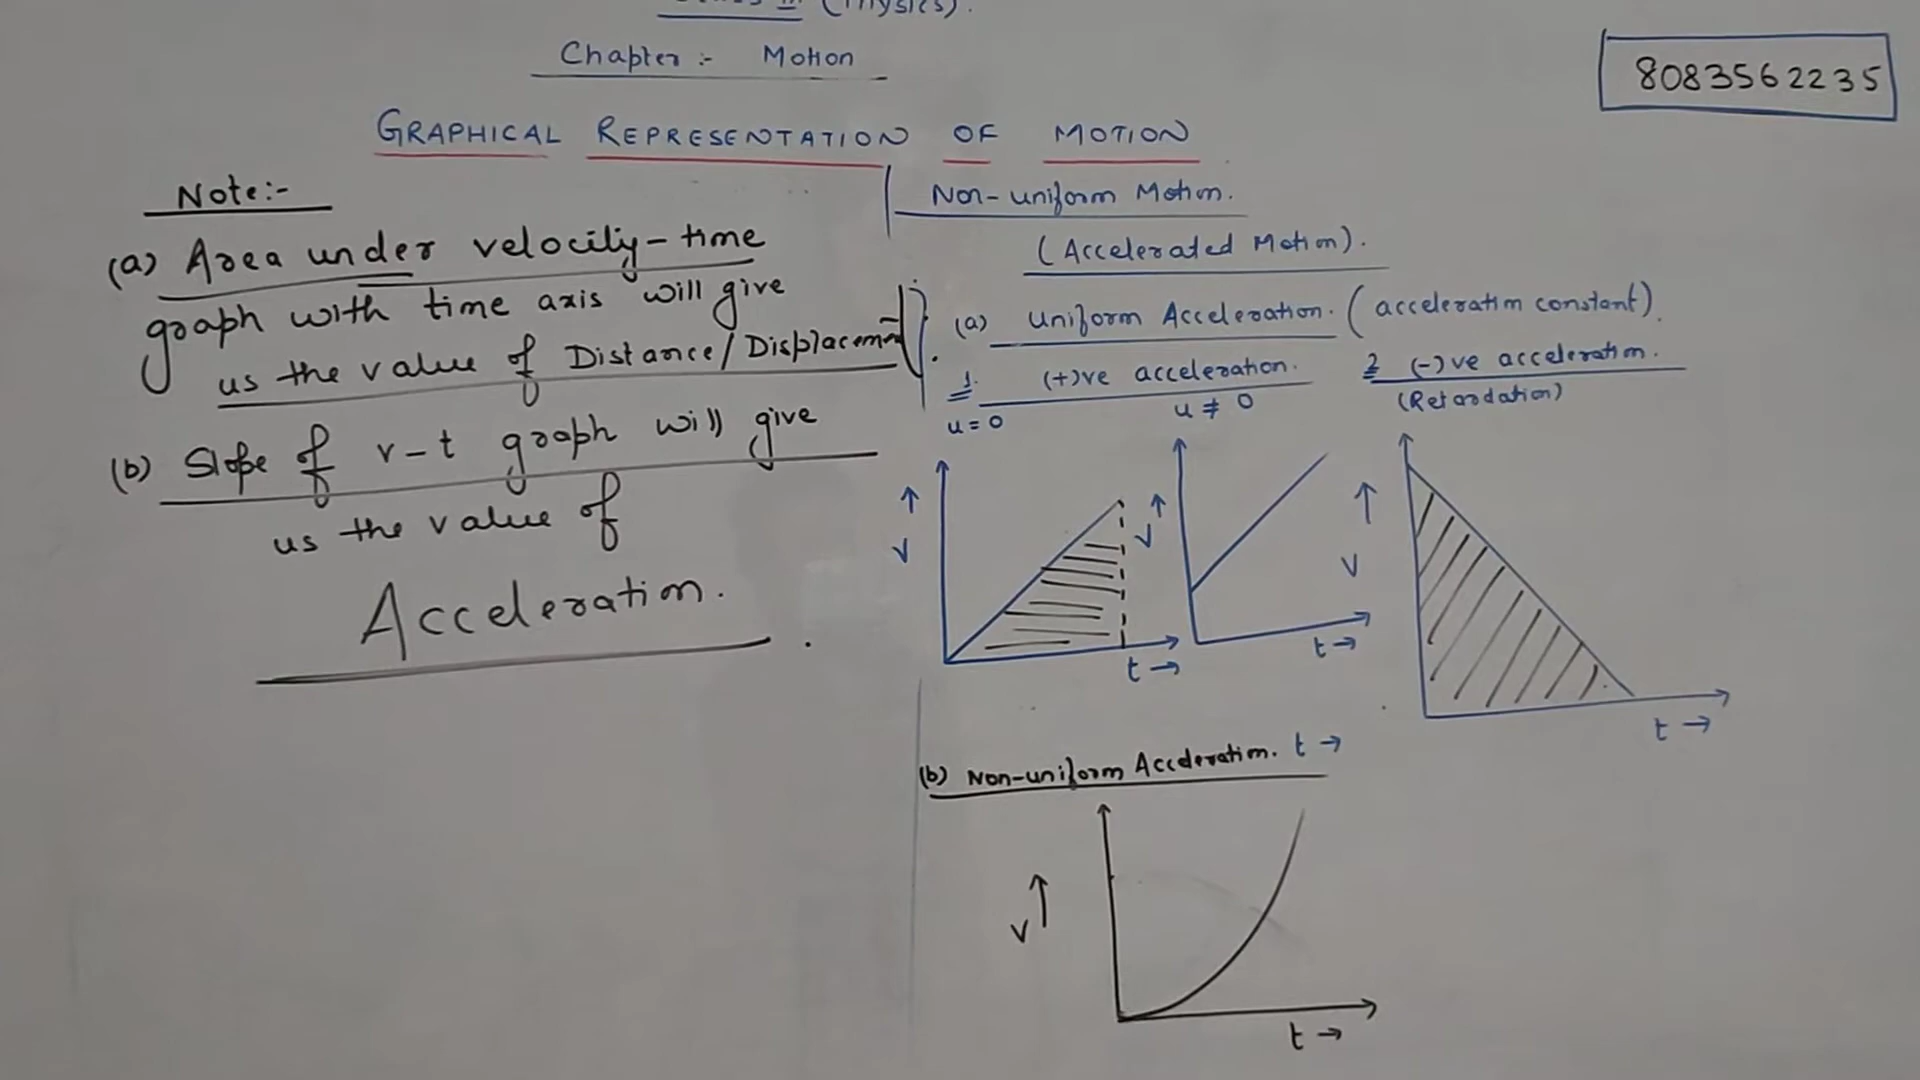 (Physics).
Chapter :- Motion
8083562235
GRAPHICAL REPRESENTATION OF MOTION
Note:-
(a) Area under velocity-time
graph with time axis will give
us the value of Distance/Displacem
(b) Slope of v-t graph will give
us the value of
Acceleration.
Non-uniform Motion.
(Accelerated Motion).
(a) uniform Acceleration. (acceleration constant).
1. (+)ve acceleration.
u = 0
u ≠ 0
2 (-)ve acceleration.
(Retardation)
v ↑
t →
v ↑
t →
v ↑
t →
(b) Non-uniform Acceleration. t →
v ↑
t →